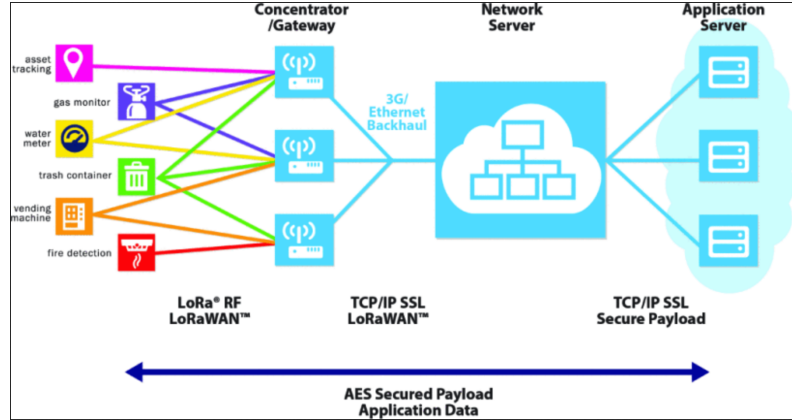 Concentrator
/Gateway
Network
Server
Application
Server
asset
tracking
gas monitor
water
meter
trash container
vending
machine
fire detection
3G/
Ethernet
Backhaul
LoRa® RF
LoRaWAN™
TCP/IP SSL
LoRaWAN™
TCP/IP SSL
Secure Payload
AES Secured Payload
Application Data